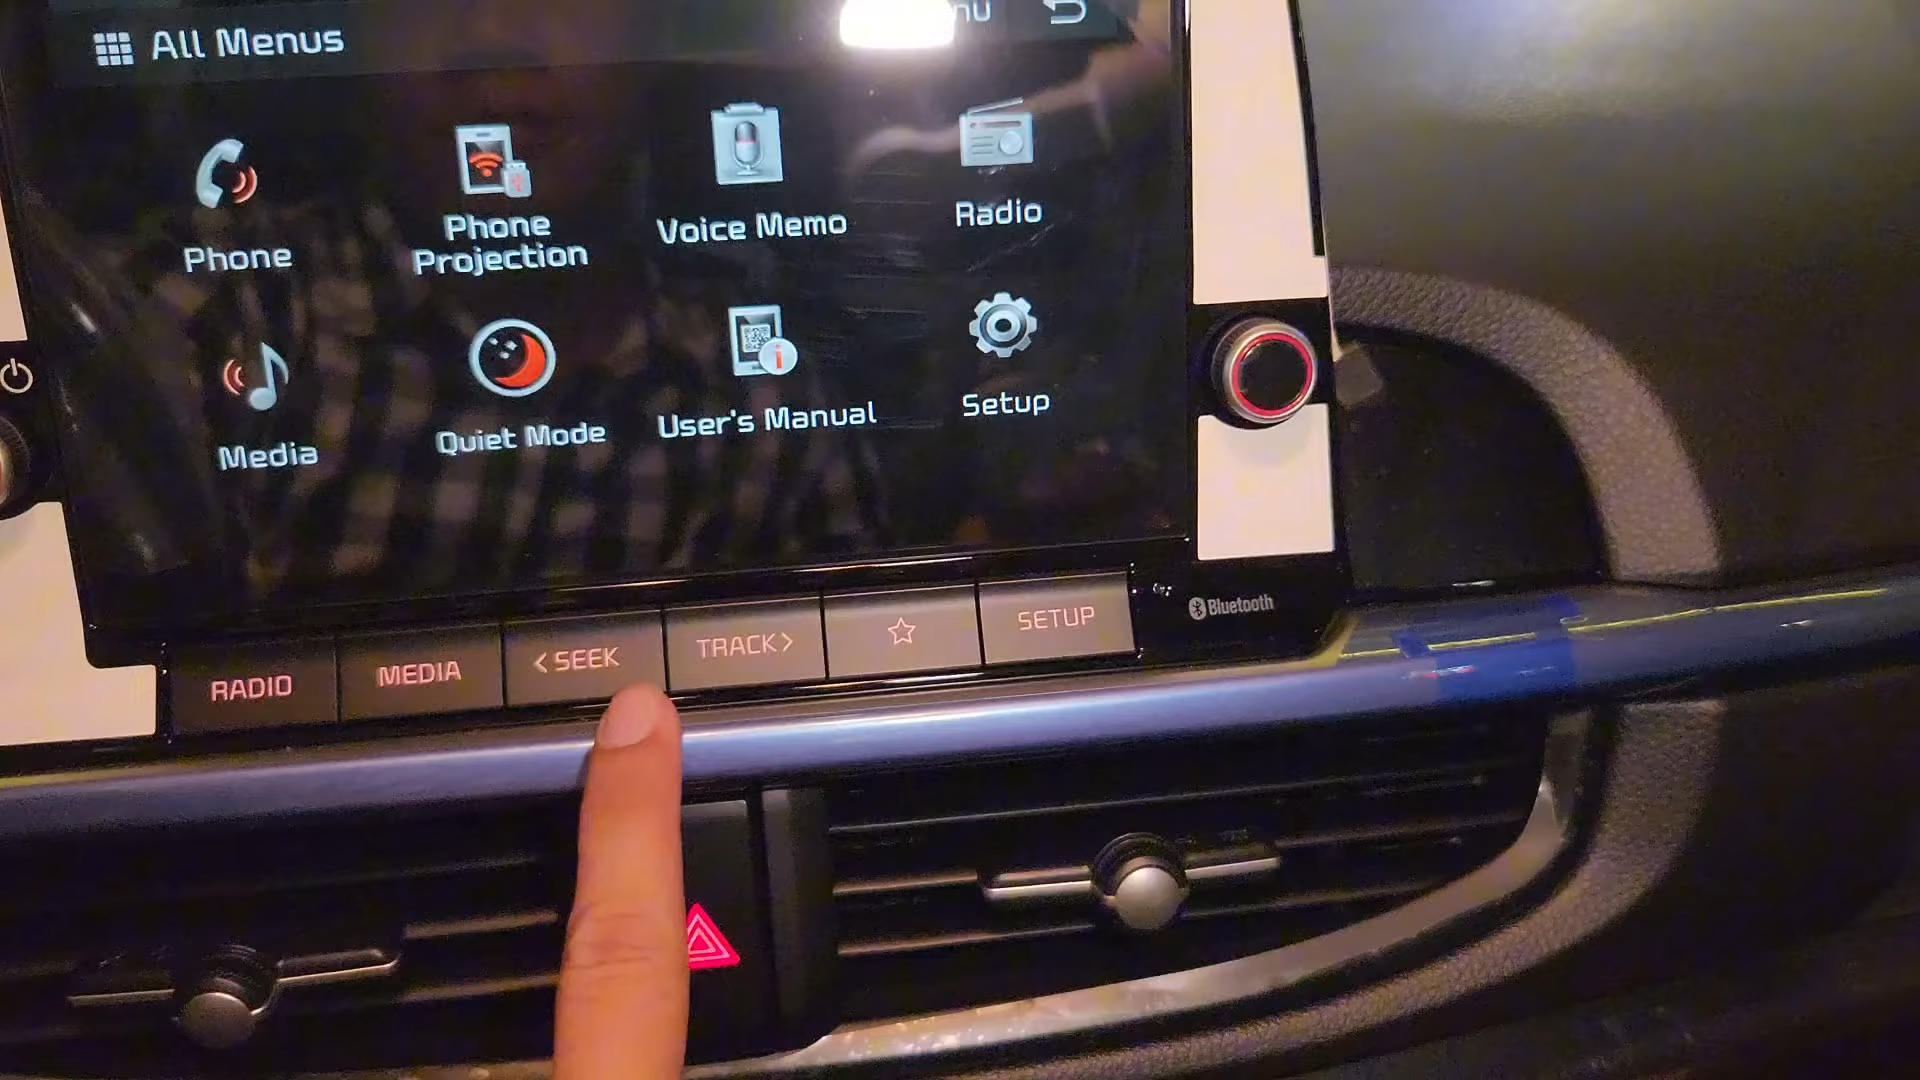 All Menus
Phone
Phone
Projection
Voice Memo
Radio
Media
Quiet Mode
User's Manual
Setup
RADIO
MEDIA
< SEEK
TRACK >
SETUP
Bluetooth